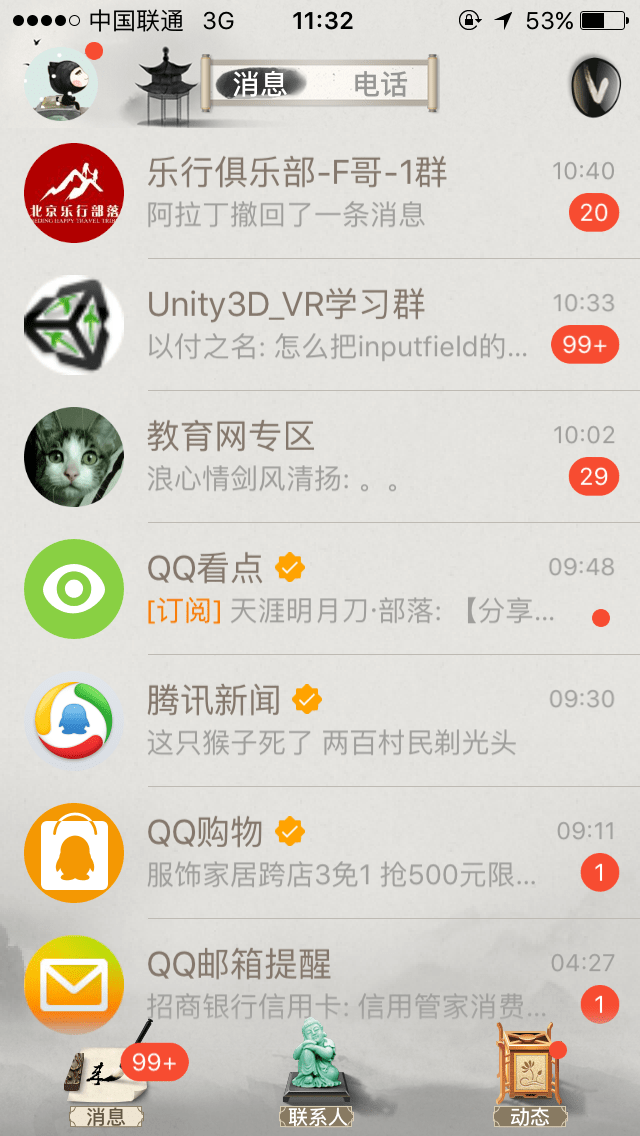 中国联通 3G 11:32 53%
消息 电话
北京乐行部落
乐行俱乐部-F哥-1群 10:40
阿拉丁撤回了一条消息 20
Unity3D_VR学习群 10:33
以付之名: 怎么把inputfield的... 99+
教育网专区 10:02
浪心情剑风清扬: 。。 29
QQ看点 09:48
[订阅] 天涯明月刀·部落: 【分享...
腾讯新闻 09:30
这只猴子死了 两百村民剃光头
QQ购物 09:11
服饰家居跨店3免1 抢500元限... 1
QQ邮箱提醒 04:27
招商银行信用卡: 信用管家消费... 1
99+
消息 联系人 动态